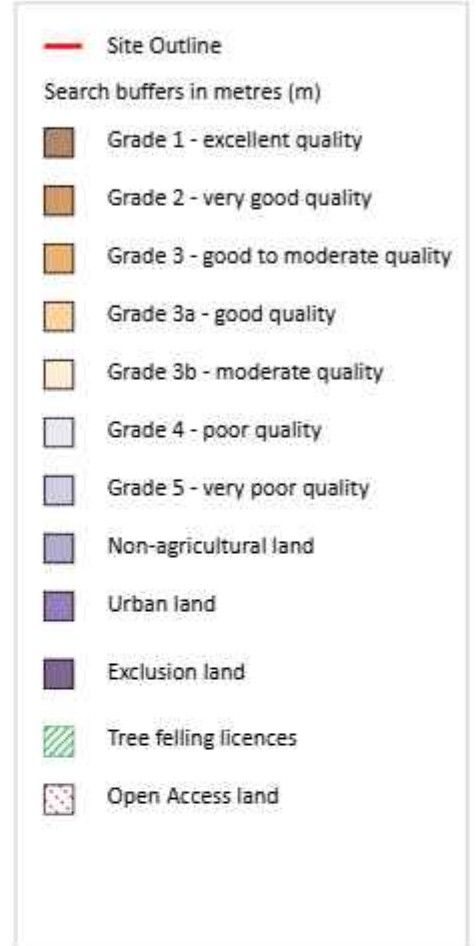 Site Outline
Search buffers in metres (m)
Grade 1 - excellent quality
Grade 2 - very good quality
Grade 3 - good to moderate quality
Grade 3a - good quality
Grade 3b - moderate quality
Grade 4 - poor quality
Grade 5 - very poor quality
Non-agricultural land
Urban land
Exclusion land
Tree felling licences
Open Access land